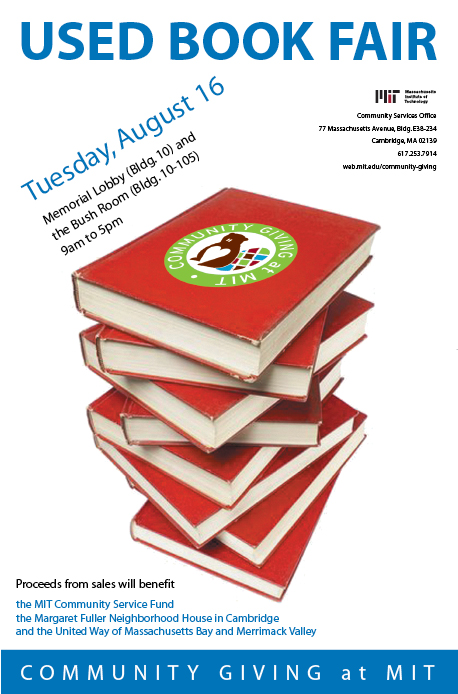 USED BOOK FAIR
Tuesday, August 16
Memorial Lobby (Bldg. 10) and
the Bush Room (Bldg. 10-105)
9am to 5pm
MIT
Massachusetts
Institute of
Technology
Community Services Office
77 Massachusetts Avenue, Bldg. E38-234
Cambridge, MA 02139
617.253.7914
web.mit.edu/community-giving
• COMMUNITY GIVING at MIT
Proceeds from sales will benefit
the MIT Community Service Fund
the Margaret Fuller Neighborhood House in Cambridge
and the United Way of Massachusetts Bay and Merrimack Valley
COMMUNITY GIVING at MIT